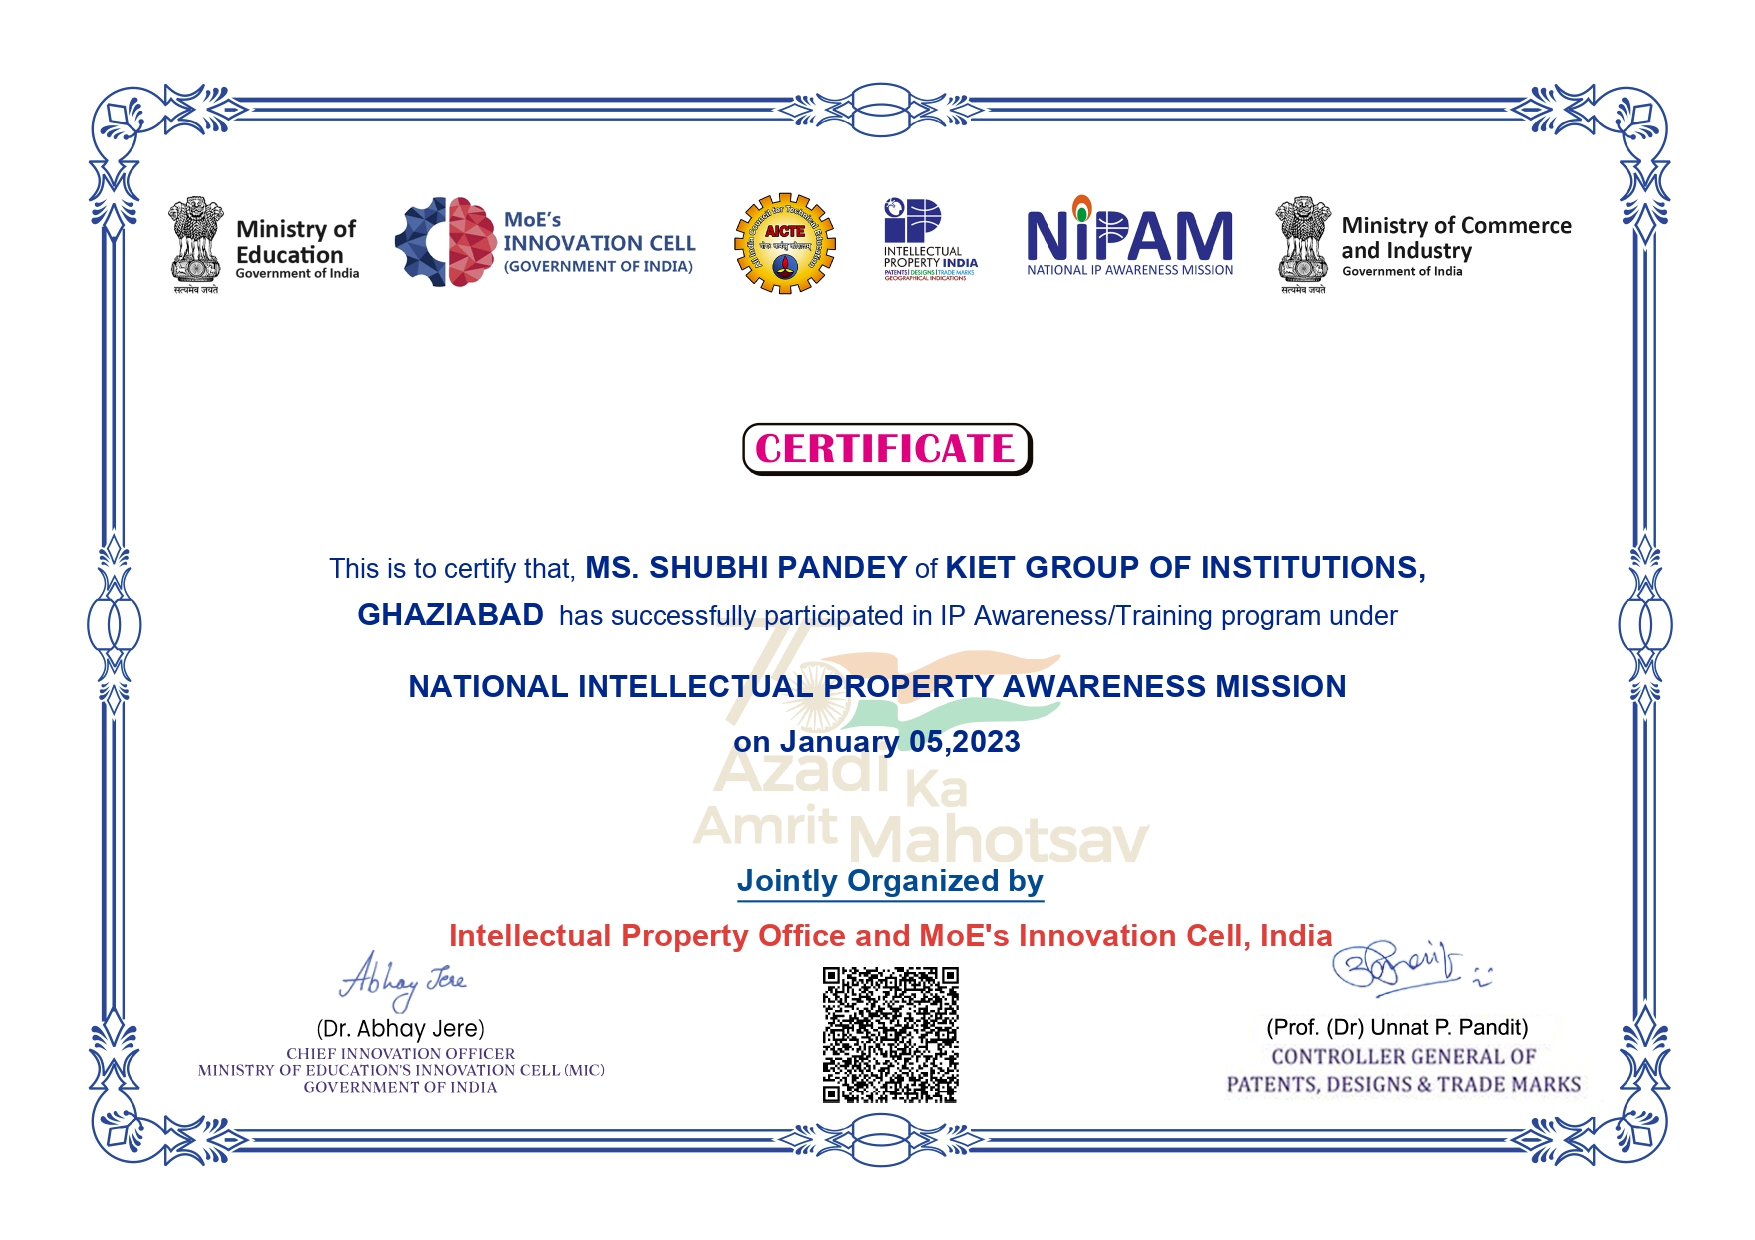 Ministry of
Education
Government of India
सत्यमेव जयते
MoE's
INNOVATION CELL
(GOVERNMENT OF INDIA)
All India Council for Technical Education
AICTE
INTELLECTUAL
PROPERTY INDIA
PATENTS | DESIGNS | TRADE MARKS
GEOGRAPHICAL INDICATIONS
NiPAM
NATIONAL IP AWARENESS MISSION
Ministry of Commerce
and Industry
Government of India
सत्यमेव जयते
CERTIFICATE
This is to certify that, MS. SHUBHI PANDEY of KIET GROUP OF INSTITUTIONS,
GHAZIABAD has successfully participated in IP Awareness/Training program under
NATIONAL INTELLECTUAL PROPERTY AWARENESS MISSION
on January 05,2023
Azadi Ka
Amrit Mahotsav
Jointly Organized by
Intellectual Property Office and MoE's Innovation Cell, India
Abhay Jere
(Dr. Abhay Jere)
CHIEF INNOVATION OFFICER
MINISTRY OF EDUCATION'S INNOVATION CELL (MIC)
GOVERNMENT OF INDIA
(Prof. (Dr) Unnat P. Pandit)
CONTROLLER GENERAL OF
PATENTS, DESIGNS & TRADE MARKS